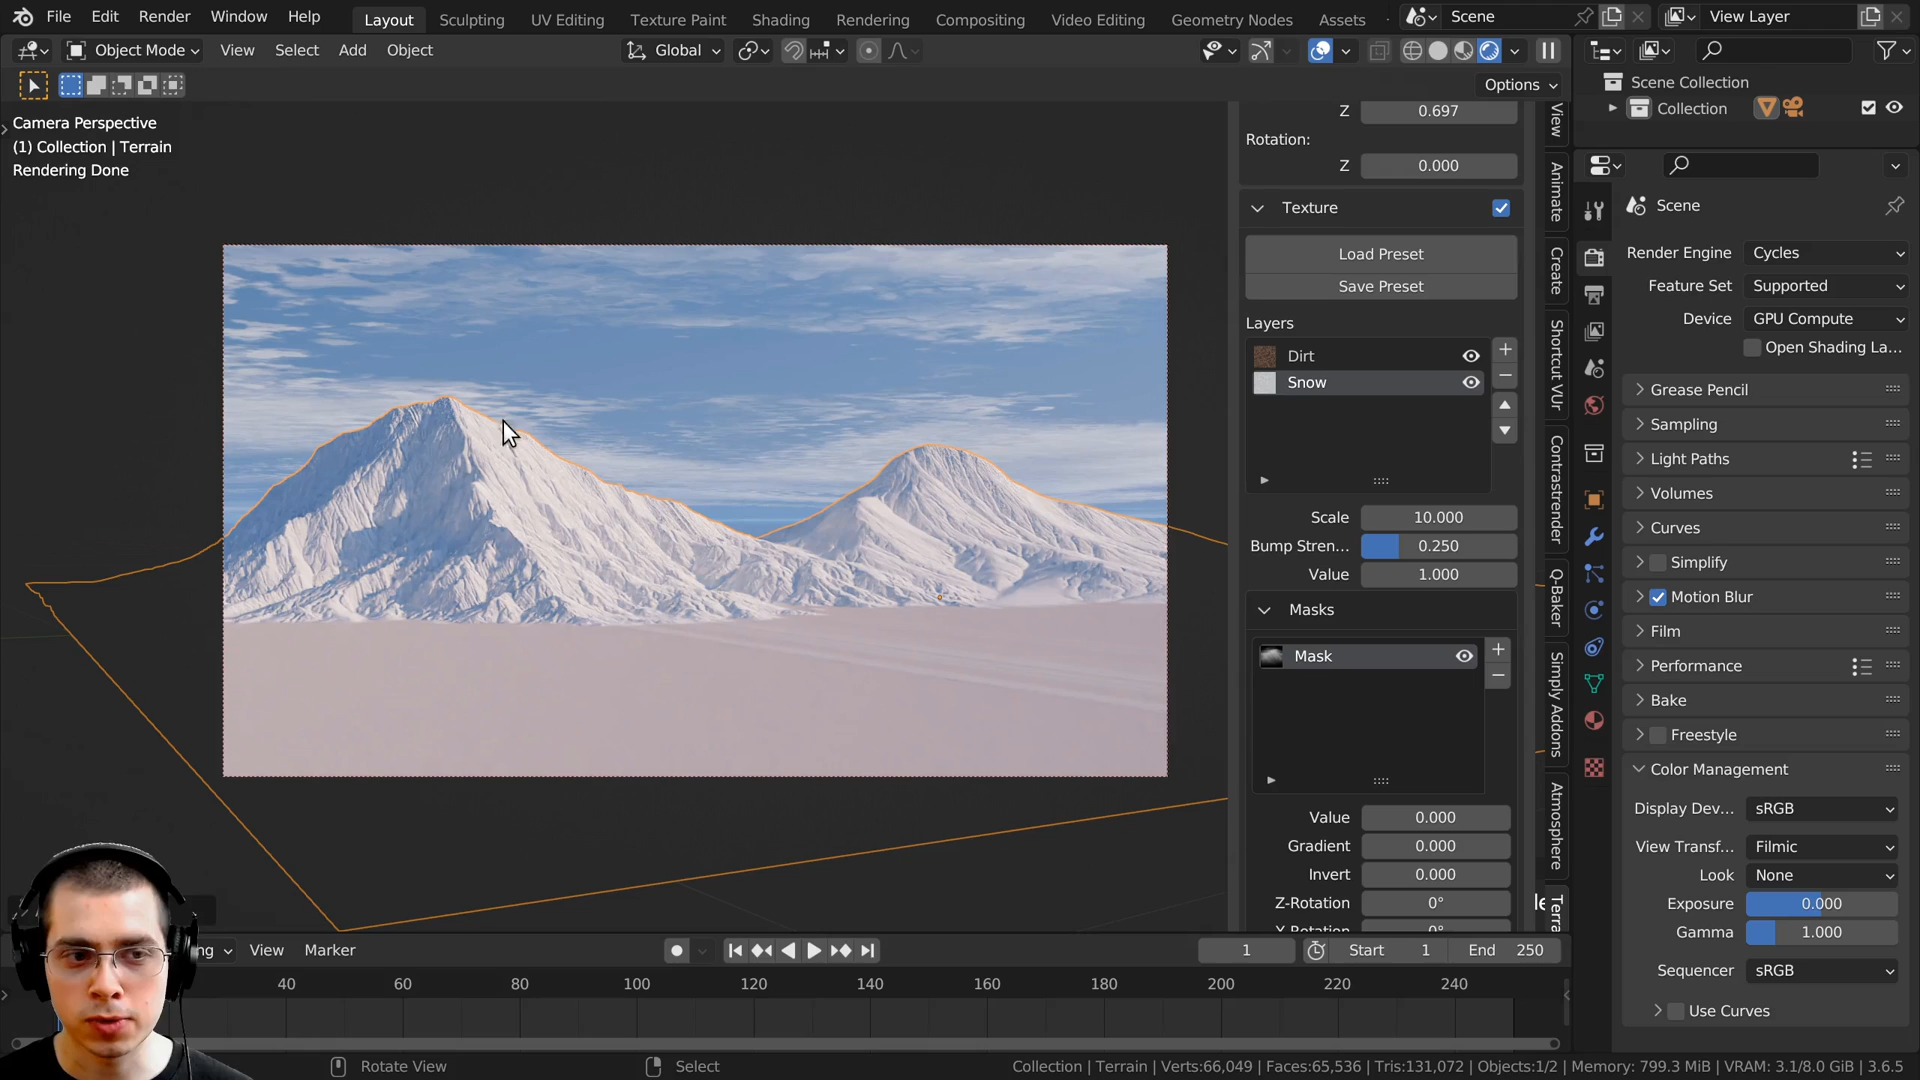 File Edit Render Window Help Layout Sculpting UV Editing Texture Paint Shading Rendering Compositing Video Editing Geometry Nodes Assets Scene View Layer
Object Mode View Select Add Object Global
Options
Camera Perspective
(1) Collection | Terrain
Rendering Done
Z 0.697
Rotation:
Z 0.000
Texture
Load Preset
Save Preset
Layers
Dirt
Snow
Scale 10.000
Bump Stren... 0.250
Value 1.000
Masks
Mask
Value 0.000
Gradient 0.000
Invert 0.000
Z-Rotation 0°
View
Animate
Create
Shortcut VUr
Contrastrender
Q-Baker
Simply Addons
Atmosphere
Terra
Scene Collection
Collection
Scene
Render Engine Cycles
Feature Set Supported
Device GPU Compute
Open Shading La...
Grease Pencil
Sampling
Light Paths
Volumes
Curves
Simplify
Motion Blur
Film
Performance
Bake
Freestyle
Color Management
Display Dev... sRGB
View Transf... Filmic
Look None
Exposure 0.000
Gamma 1.000
Sequencer sRGB
Use Curves
ng View Marker 1 Start 1 End 250
40 60 80 100 120 140 160 180 200 220 240
Rotate View Select Collection | Terrain | Verts:66,049 | Faces:65,536 | Tris:131,072 | Objects:1/2 | Memory: 799.3 MiB | VRAM: 3.1/8.0 GiB | 3.6.5